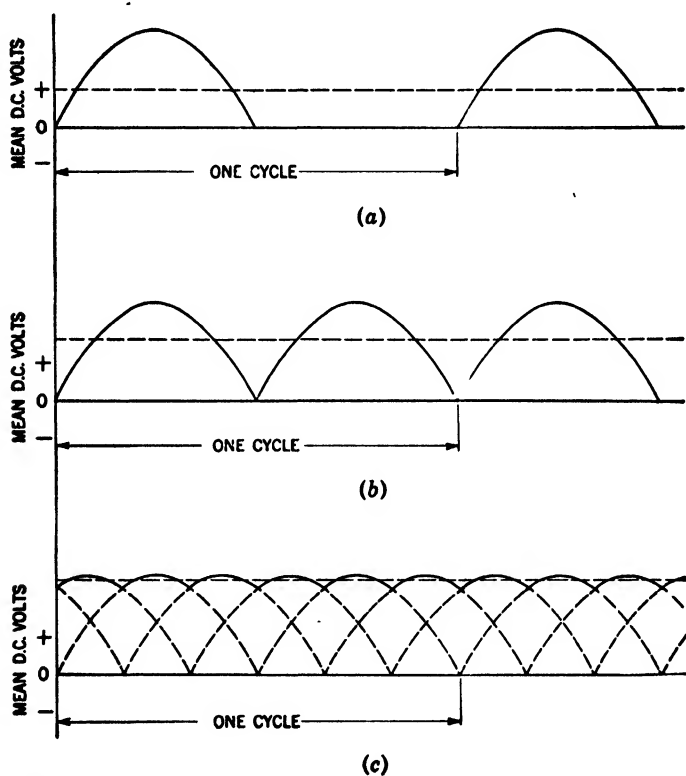 MEAN D.C. VOLTS
+
0
−
ONE CYCLE
(a)
MEAN D.C. VOLTS
+
0
−
ONE CYCLE
(b)
MEAN D.C. VOLTS
+
0
−
ONE CYCLE
(c)